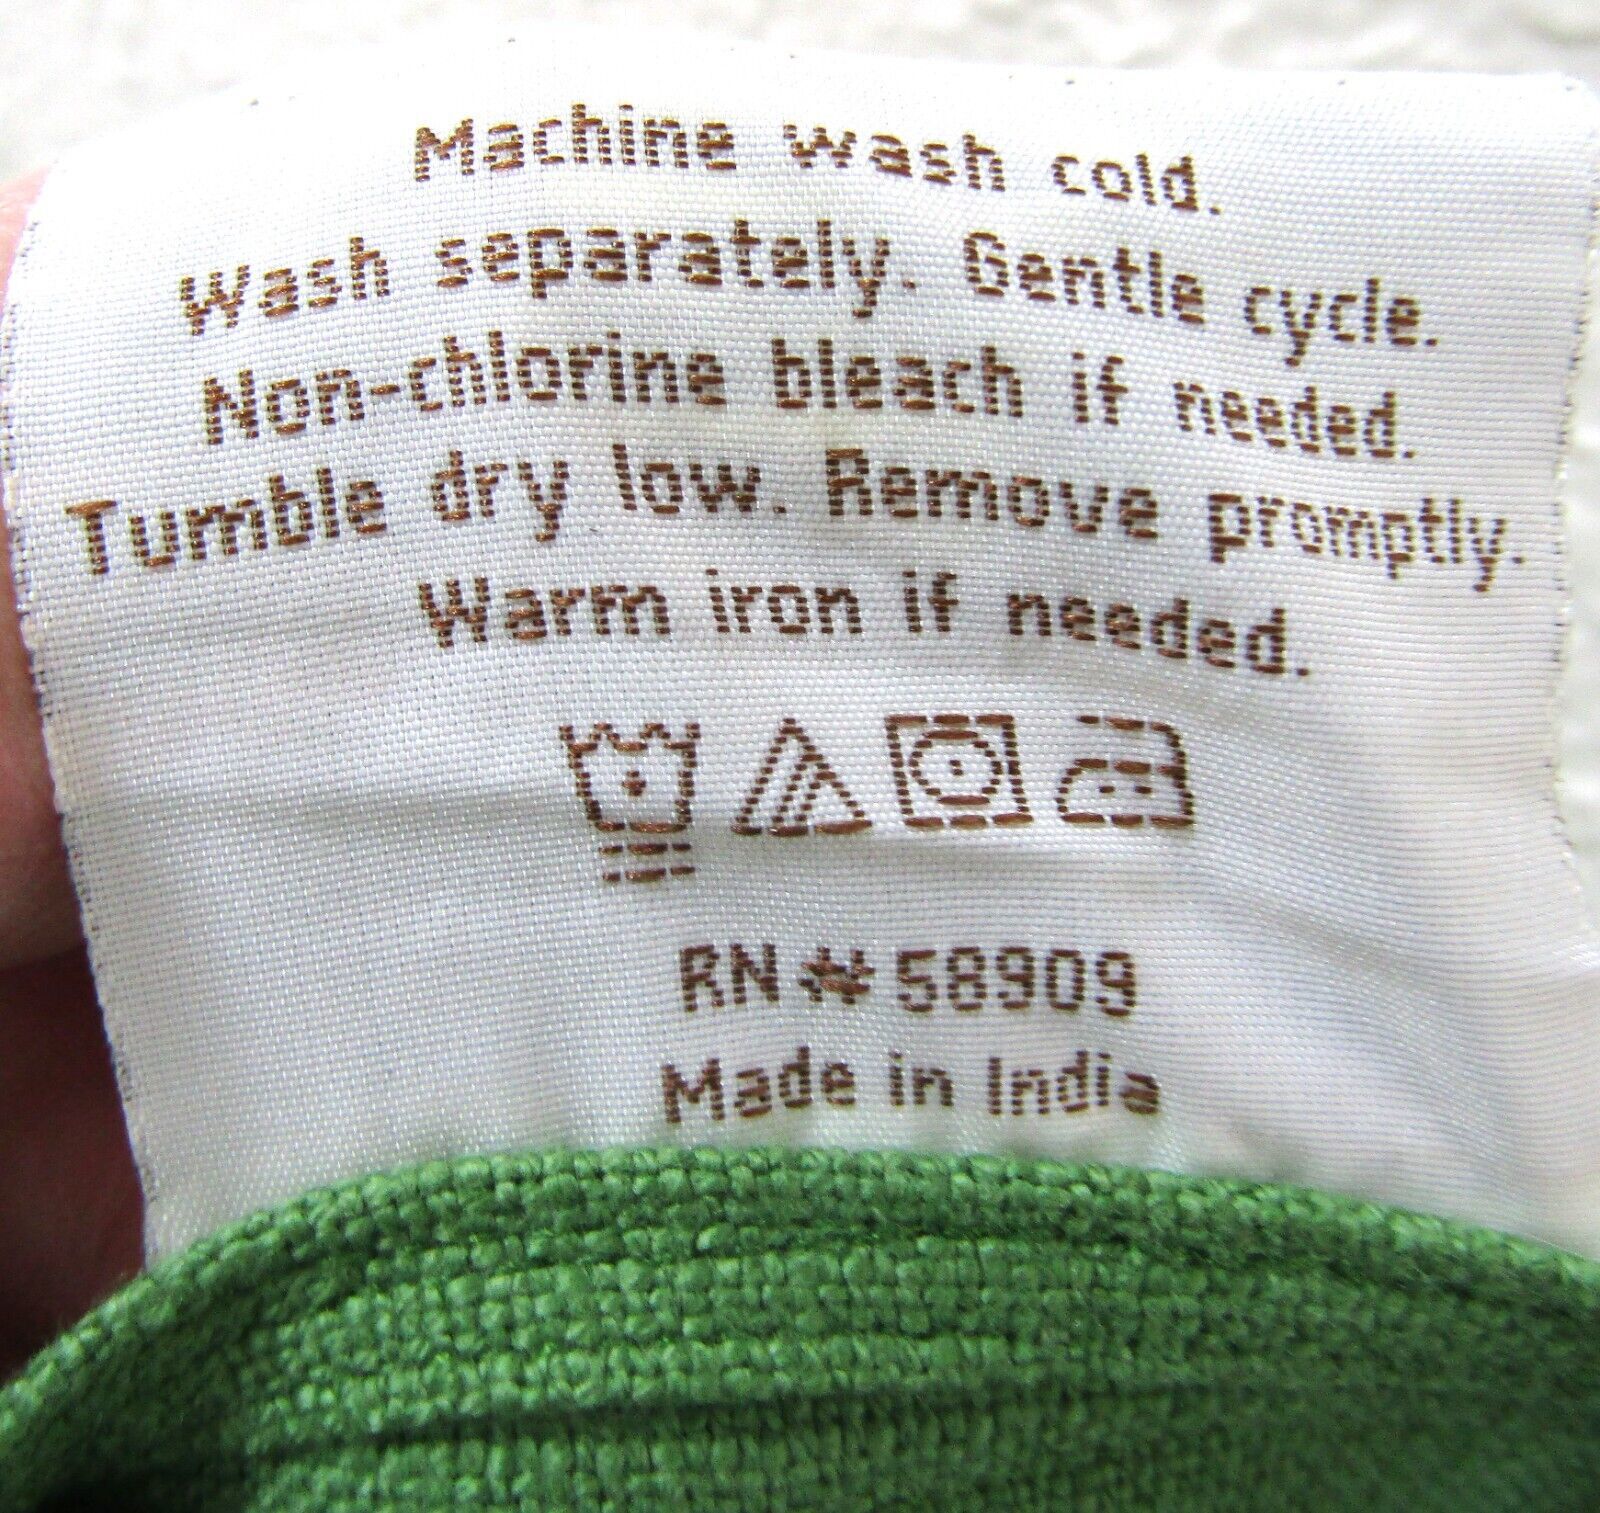 Machine wash cold.
Wash separately. Gentle cycle.
Non-chlorine bleach if needed.
Tumble dry low. Remove promptly.
Warm iron if needed.
RN # 58909
Made in India